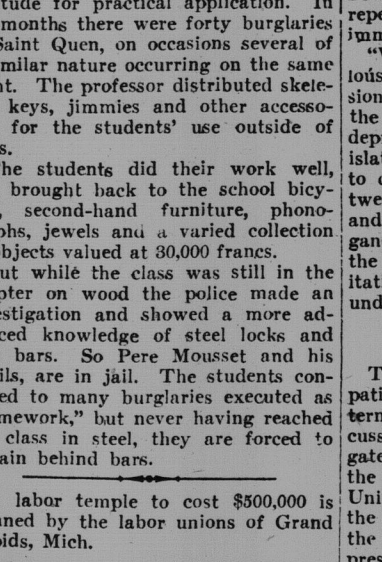 tude for practical application. In
months there were forty burglaries
Saint Quen, on occasions several of
milar nature occurring on the same
nt. The professor distributed skele-
keys, jimmies and other accesso-
for the students' use outside of
s.
he students did their work well,
brought back to the school bicy-
, second-hand furniture, phono-
phs, jewels and a varied collection
objects valued at 30,000 francs.
ut while the class was still in the
pter on wood the police made an
estigation and showed a more ad-
ced knowledge of steel locks and
bars. So Pere Mousset and his
ils, are in jail. The students con-
ed to many burglaries executed as
mework," but never having reached
class in steel, they are forced to
ain behind bars.
labor temple to cost $500,000 is
nned by the labor unions of Grand
pids, Mich.
repe
imm
"
lous
sion
the
dep
islat
to
twe
and
gan
the
itat
und
T
pati
tern
cuss
gate
the
Uni
the
the
pres